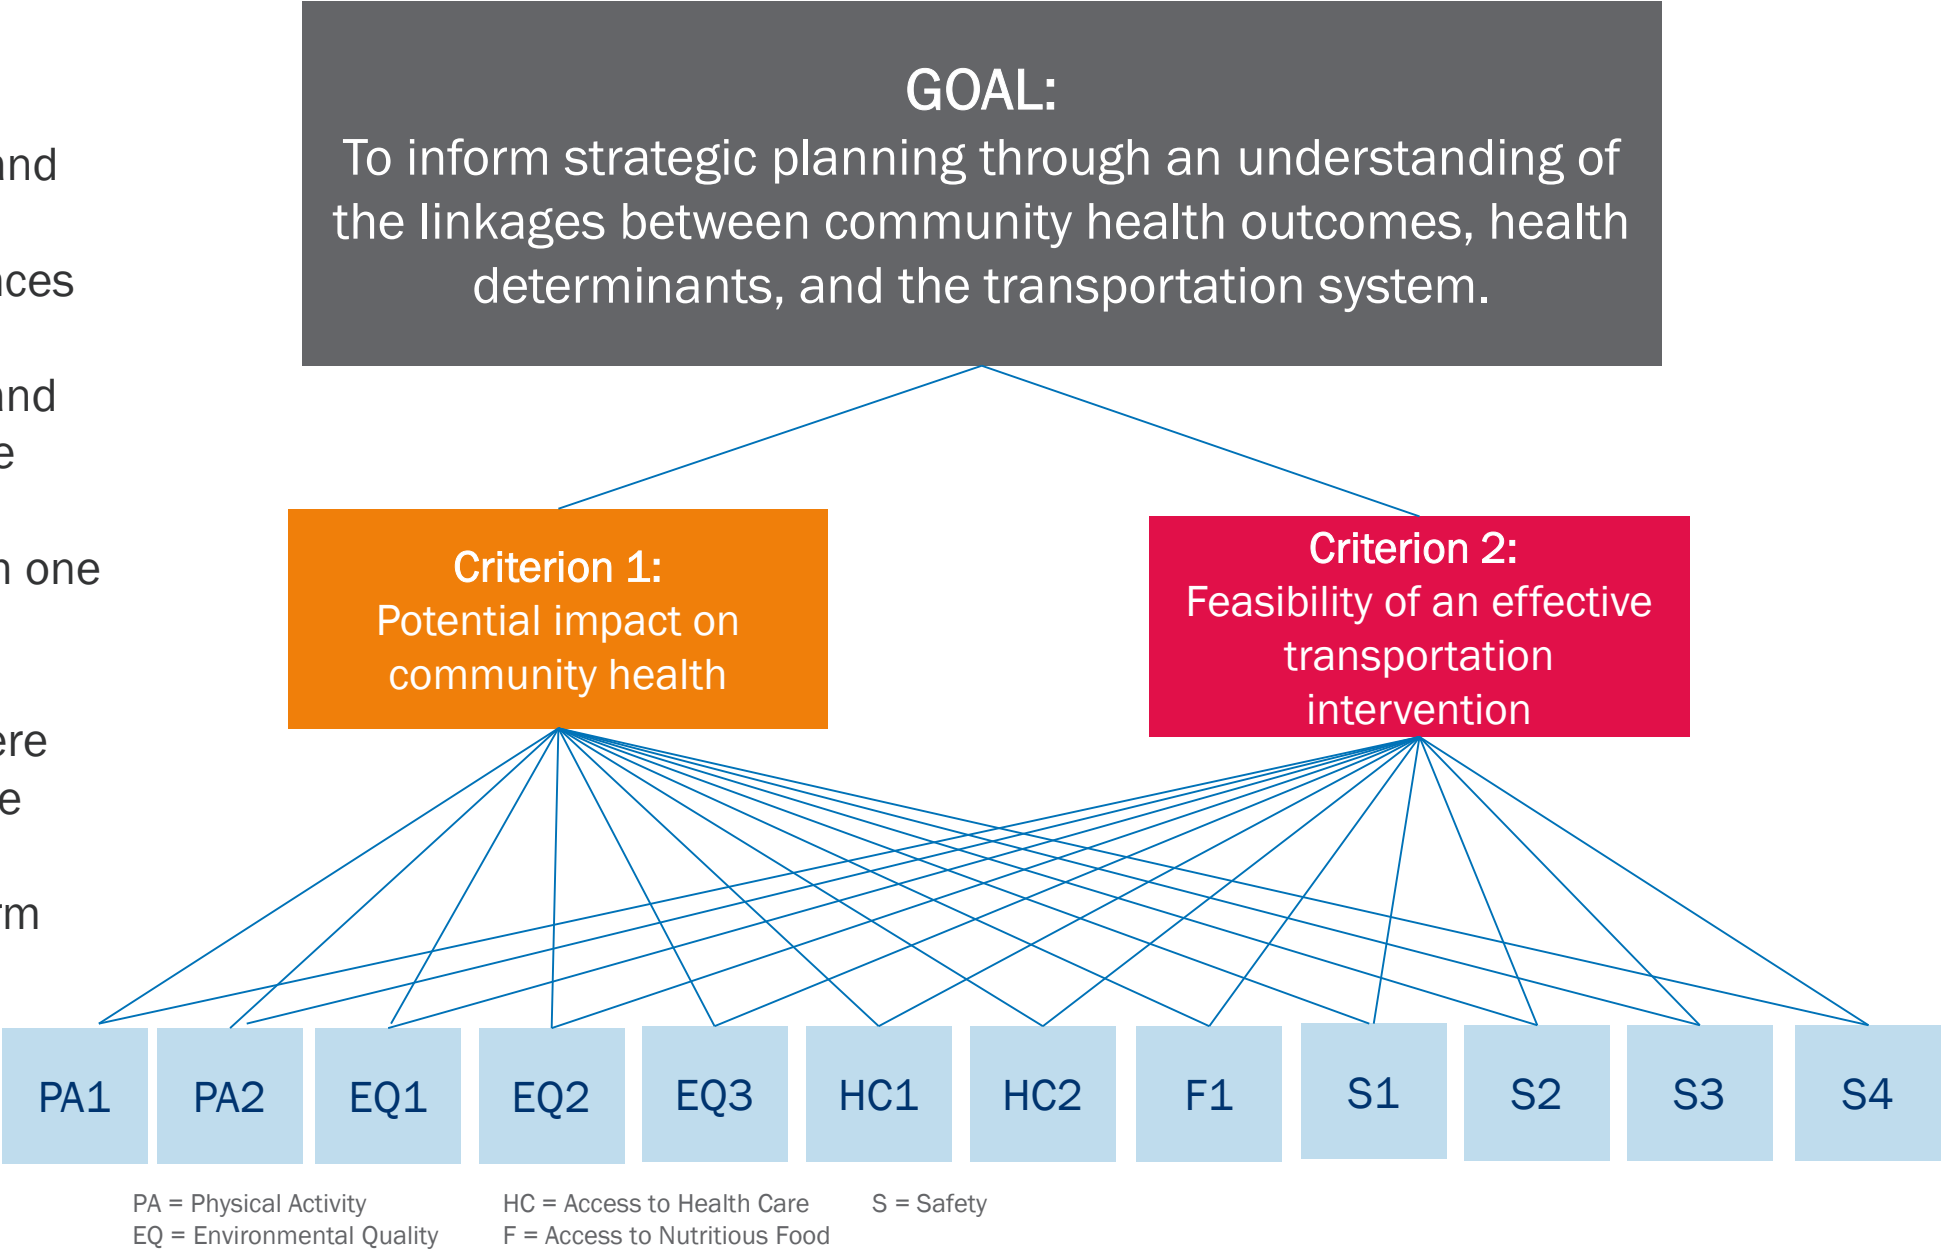 and
nces
and
e
n one
ere
e
rm
GOAL:
To inform strategic planning through an understanding of
the linkages between community health outcomes, health
determinants, and the transportation system.
Criterion 1:
Potential impact on
community health
Criterion 2:
Feasibility of an effective
transportation
intervention
PA1 PA2 EQ1 EQ2 EQ3 HC1 HC2 F1 S1 S2 S3 S4
PA = Physical Activity
EQ = Environmental Quality
HC = Access to Health Care
F = Access to Nutritious Food
S = Safety